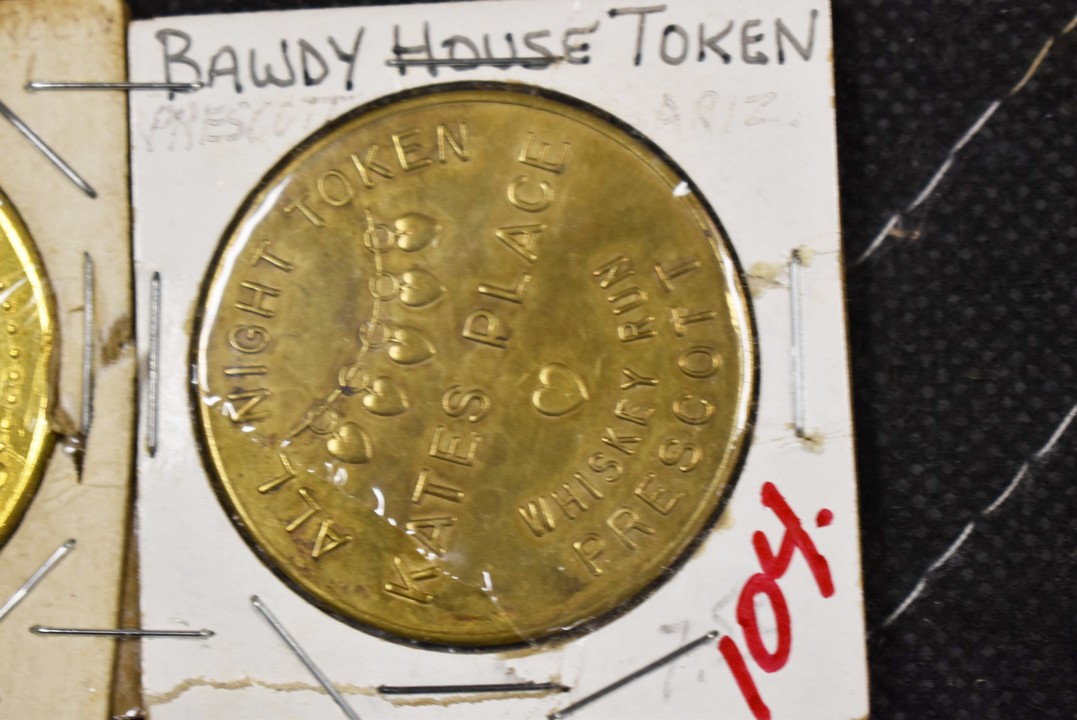 BAWDY HOUSE TOKEN
PRESCOTT ARIZ.
ALL NIGHT TOKEN
KATES PLACE
WHISKEY RUN
PRESCOTT
104.